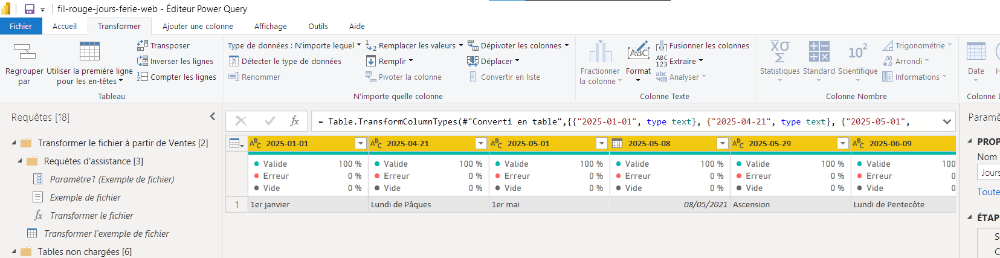 fil-rouge-jours-ferie-web - Éditeur Power Query
Fichier Accueil Transformer Ajouter une colonne Affichage Outils Aide
Regrouper par
Utiliser la première ligne pour les en-têtes
Transposer
Inverser les lignes
Compter les lignes
Tableau
Type de données : N'importe lequel
Détecter le type de données
Renommer
Remplacer les valeurs
Remplir
Pivoter la colonne
Dépivoter les colonnes
Déplacer
Convertir en liste
N'importe quelle colonne
Fractionner la colonne
Format
Fusionner les colonnes
Extraire
Analyser
Colonne Texte
Statistiques
Standard
Scientifique
Trigonométrie
Arrondi
Informations
Colonne Nombre
Date
H
Colonne D
Requêtes [18]
Transformer le fichier à partir de Ventes [2]
Requêtes d'assistance [3]
Paramètre1 (Exemple de fichier)
Exemple de fichier
fx Transformer le fichier
Transformer l'exemple de fichier
Tables non chargées [6]
fx = Table.TransformColumnTypes(#"Converti en table",{{"2025-01-01", type text}, {"2025-04-21", type text}, {"2025-05-01",
2025-01-01 2025-04-21 2025-05-01 2025-05-08 2025-05-29 2025-06-09
Valide 100 % Valide 100 % Valide 100 % Valide 100 % Valide 100 % Valide 100
Erreur 0 % Erreur 0 % Erreur 0 % Erreur 0 % Erreur 0 % Erreur 0
Vide 0 % Vide 0 % Vide 0 % Vide 0 % Vide 0 % Vide 0
1 1er janvier Lundi de Pâques 1er mai 08/05/2021 Ascension Lundi de Pentecôte
Paramè
PROP
Nom
Jours
Toute
ÉTAP